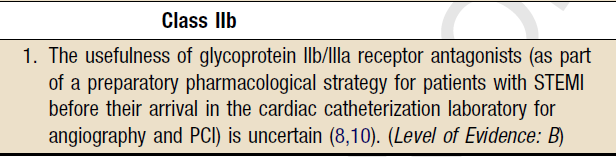 Class IIb
1. The usefulness of glycoprotein IIb/IIIa receptor antagonists (as part
of a preparatory pharmacological strategy for patients with STEMI
before their arrival in the cardiac catheterization laboratory for
angiography and PCI) is uncertain (8,10). (Level of Evidence: B)